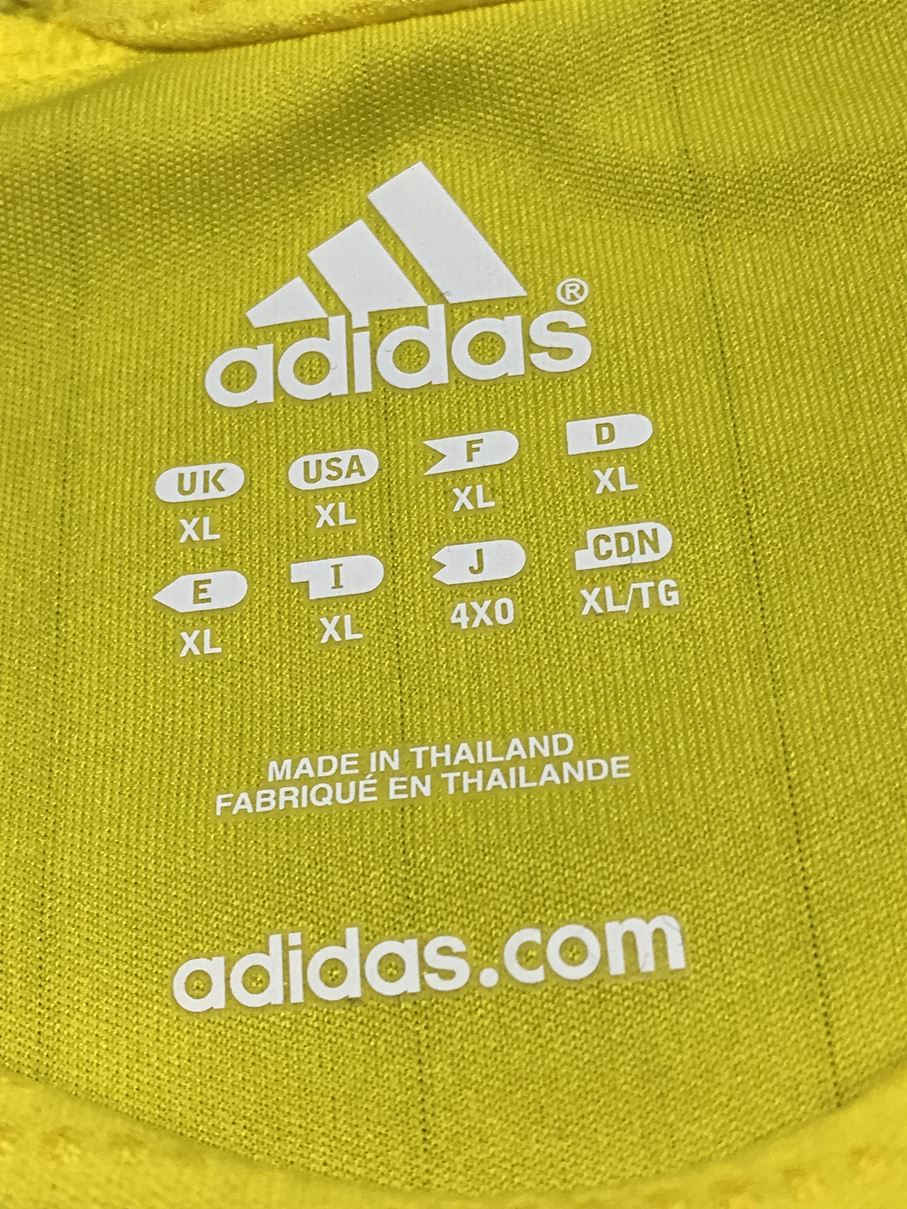 adidas®
UK USA F D
XL XL XL XL
E I J CDN
XL XL 4XO XL/TG
MADE IN THAILAND
FABRIQUÉ EN THAILANDE
adidas.com